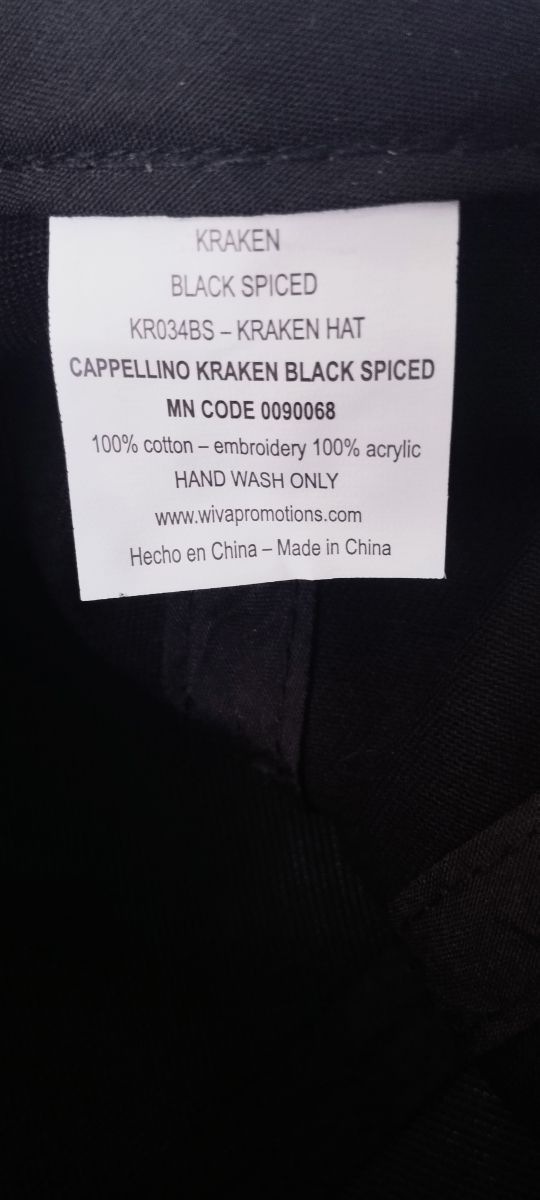 KRAKEN
BLACK SPICED
KR034BS – KRAKEN HAT
CAPPELLINO KRAKEN BLACK SPICED
MN CODE 0090068
100% cotton – embroidery 100% acrylic
HAND WASH ONLY
www.wivapromotions.com
Hecho en China – Made in China